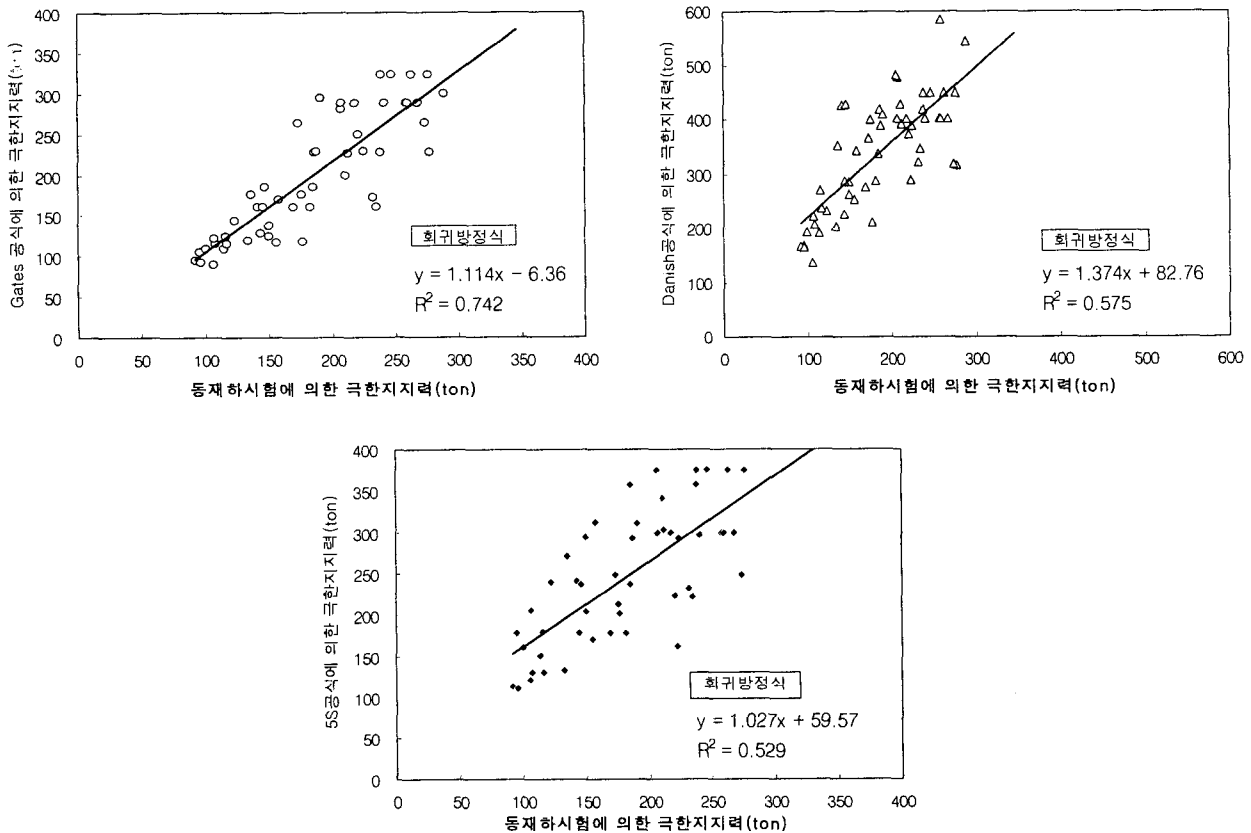 400
350
300
250
200
150
100
50
0
0 50 100 150 200 250 300 350 400
Gates 공식에 의한 극한지지력
동재하시험에 의한 극한지지력(ton)
회귀방정식
y = 1.114x − 6.36
R² = 0.742
600
500
400
300
200
100
0
0 100 200 300 400 500 600
Danish공식에 의한 극한지지력(ton)
동재하시험에 의한 극한지지력(ton)
회귀방정식
y = 1.374x + 82.76
R² = 0.575
400
350
300
250
200
150
100
50
0
0 50 100 150 200 250 300 350 400
5S공식에 의한 극한지지력(ton)
동재하시험에 의한 극한지지력(ton)
회귀방정식
y = 1.027x + 59.57
R² = 0.529